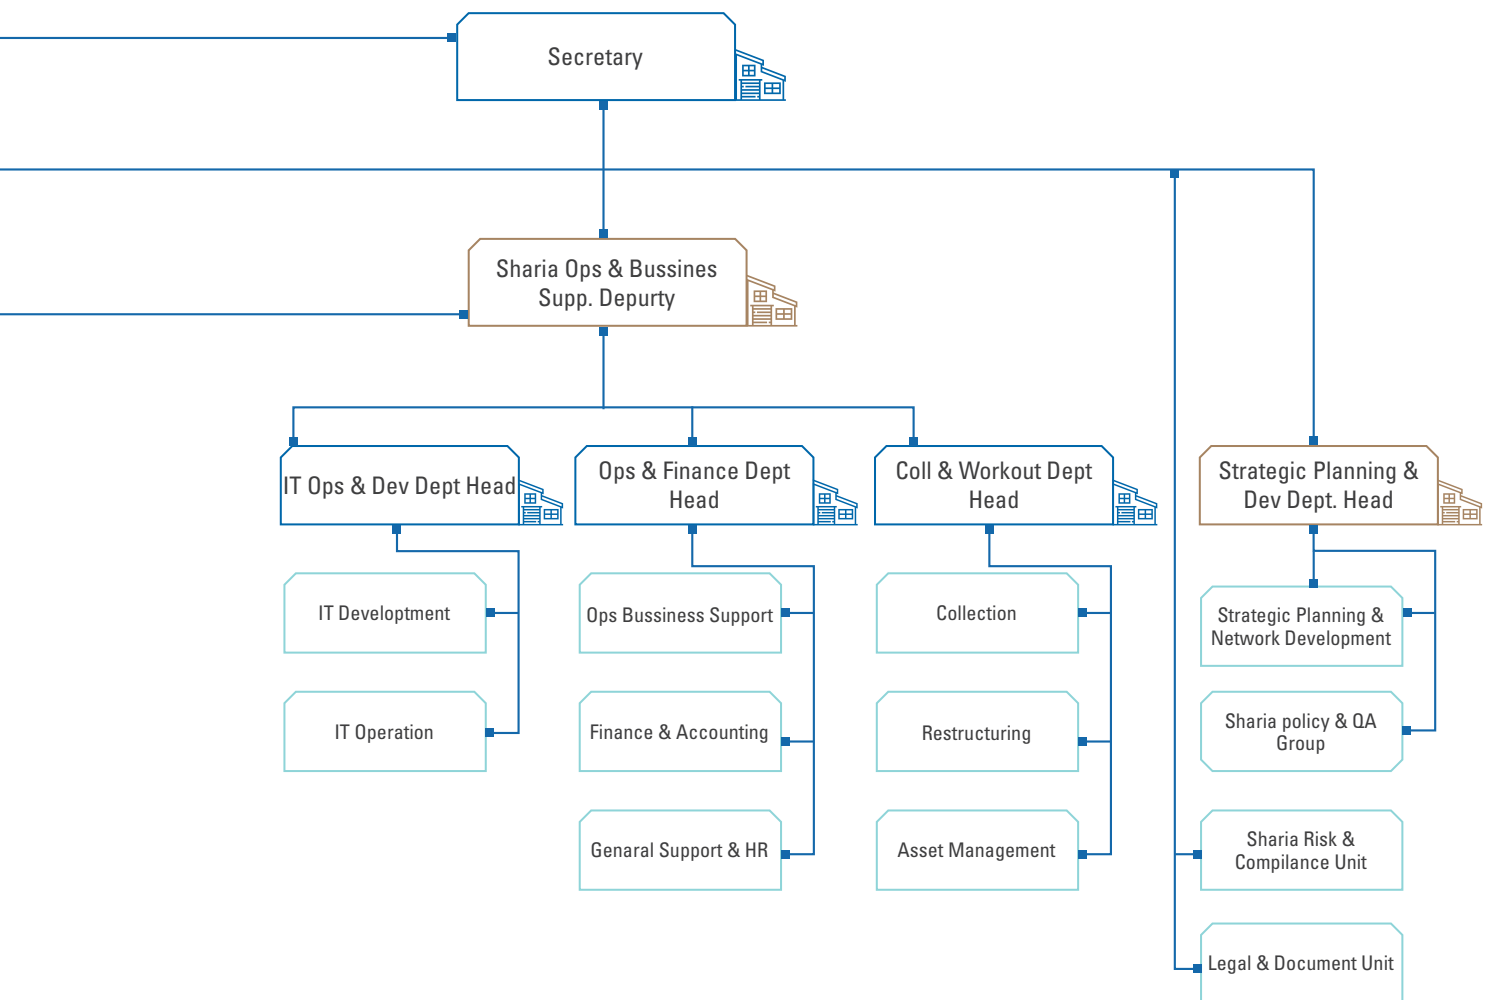 Secretary
Sharia Ops & Bussines
Supp. Depurty
IT Ops & Dev Dept Head
Ops & Finance Dept
Head
Coll & Workout Dept
Head
Strategic Planning &
Dev Dept. Head
IT Developtment
IT Operation
Ops Bussiness Support
Finance & Accounting
Genaral Support & HR
Collection
Restructuring
Asset Management
Strategic Planning &
Network Development
Sharia policy & QA
Group
Sharia Risk &
Compilance Unit
Legal & Document Unit